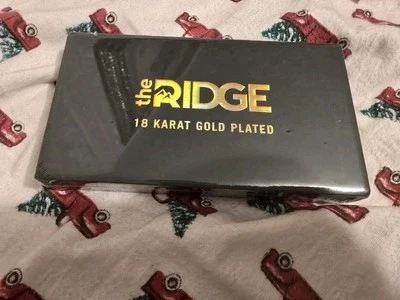 the RIDGE
18 KARAT GOLD PLATED